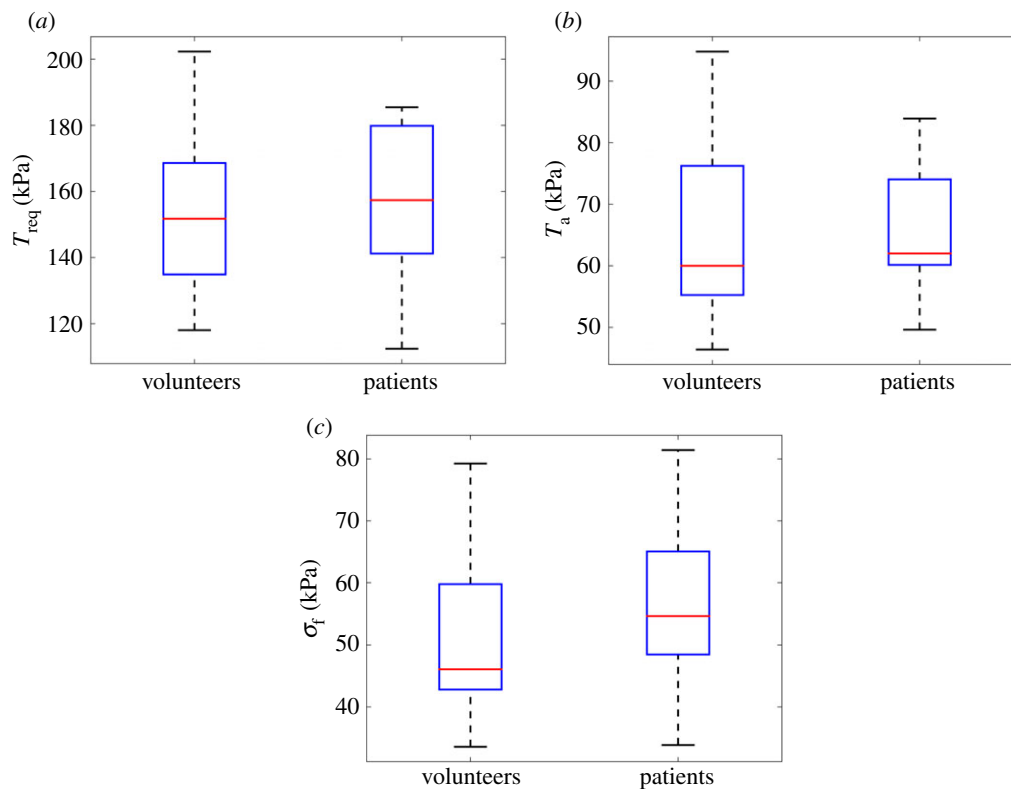 (a)
200
180
160
140
120
T_req (kPa)
volunteers patients
(b)
90
80
70
60
50
T_a (kPa)
volunteers patients
(c)
80
70
60
50
40
σ_f (kPa)
volunteers patients